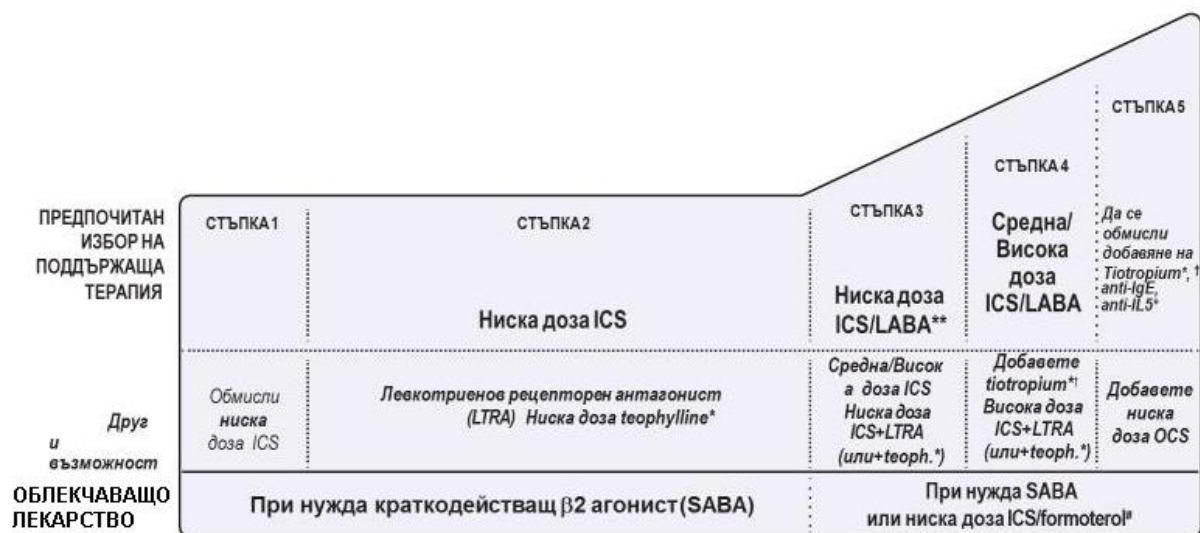 СТЪПКА 5
СТЪПКА 4
СТЪПКА 3
СТЪПКА 1
СТЪПКА 2
ПРЕДПОЧИТАН
ИЗБОР НА
ПОДДЪРЖАЩА
ТЕРАПИЯ
Ниска доза ICS
Ниска доза
ICS/LABA**
Средна/
Висока
доза
ICS/LABA
Да се
обмисли
добавяне на
Tiotropium*, †
anti-IgE,
anti-IL5*
Друг
и
възможност
Обмисли
ниска
доза ICS
Левкотриенов рецепторен антагонист
(LTRA) Ниска доза teophylline*
Средна/Висок
а доза ICS
Ниска доза
ICS+LTRA
(или+teoph.*)
Добавете
tiotropium*†
Висока доза
ICS+LTRA
(или+teoph.*)
Добавете
ниска
доза OCS
ОБЛЕКЧАВАЩО
ЛЕКАРСТВО
При нужда краткодействащ β2 агонист(SABA)
При нужда SABA
или ниска доза ICS/formoterol#